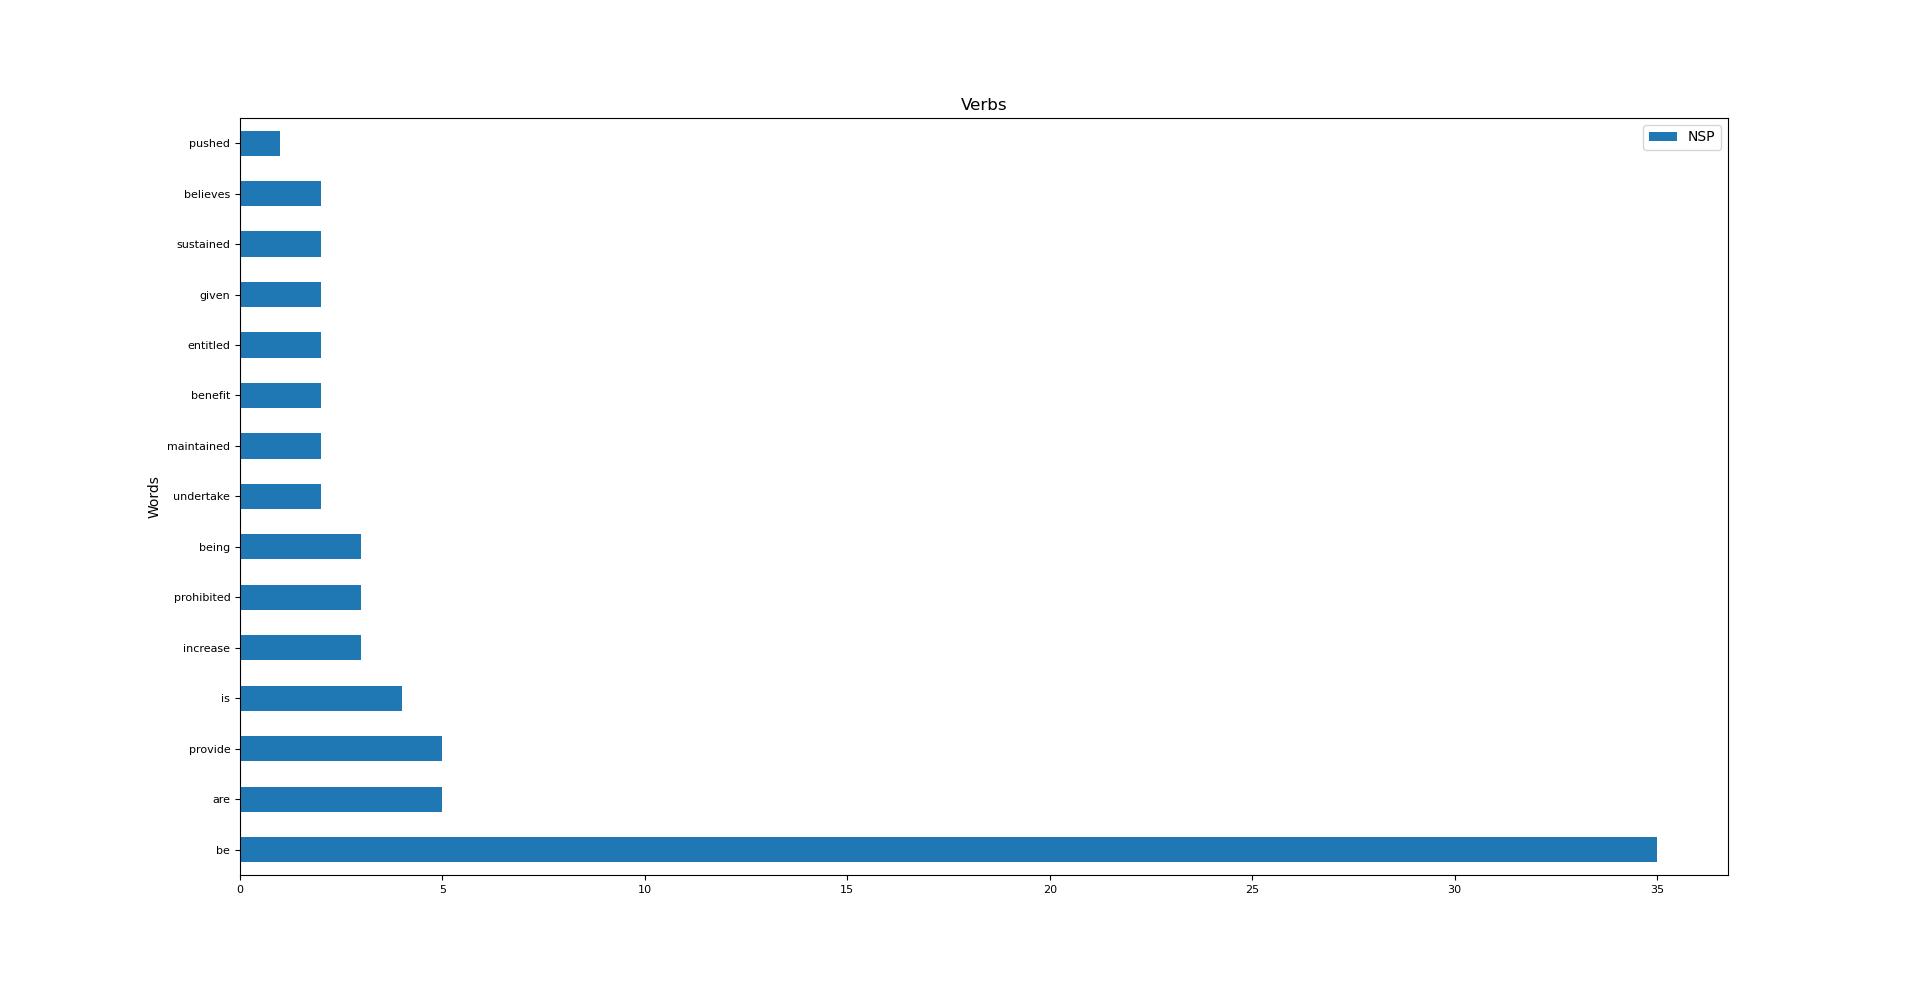 Verbs
NSP
Words
pushed
believes
sustained
given
entitled
benefit
maintained
undertake
being
prohibited
increase
is
provide
are
be
0 5 10 15 20 25 30 35